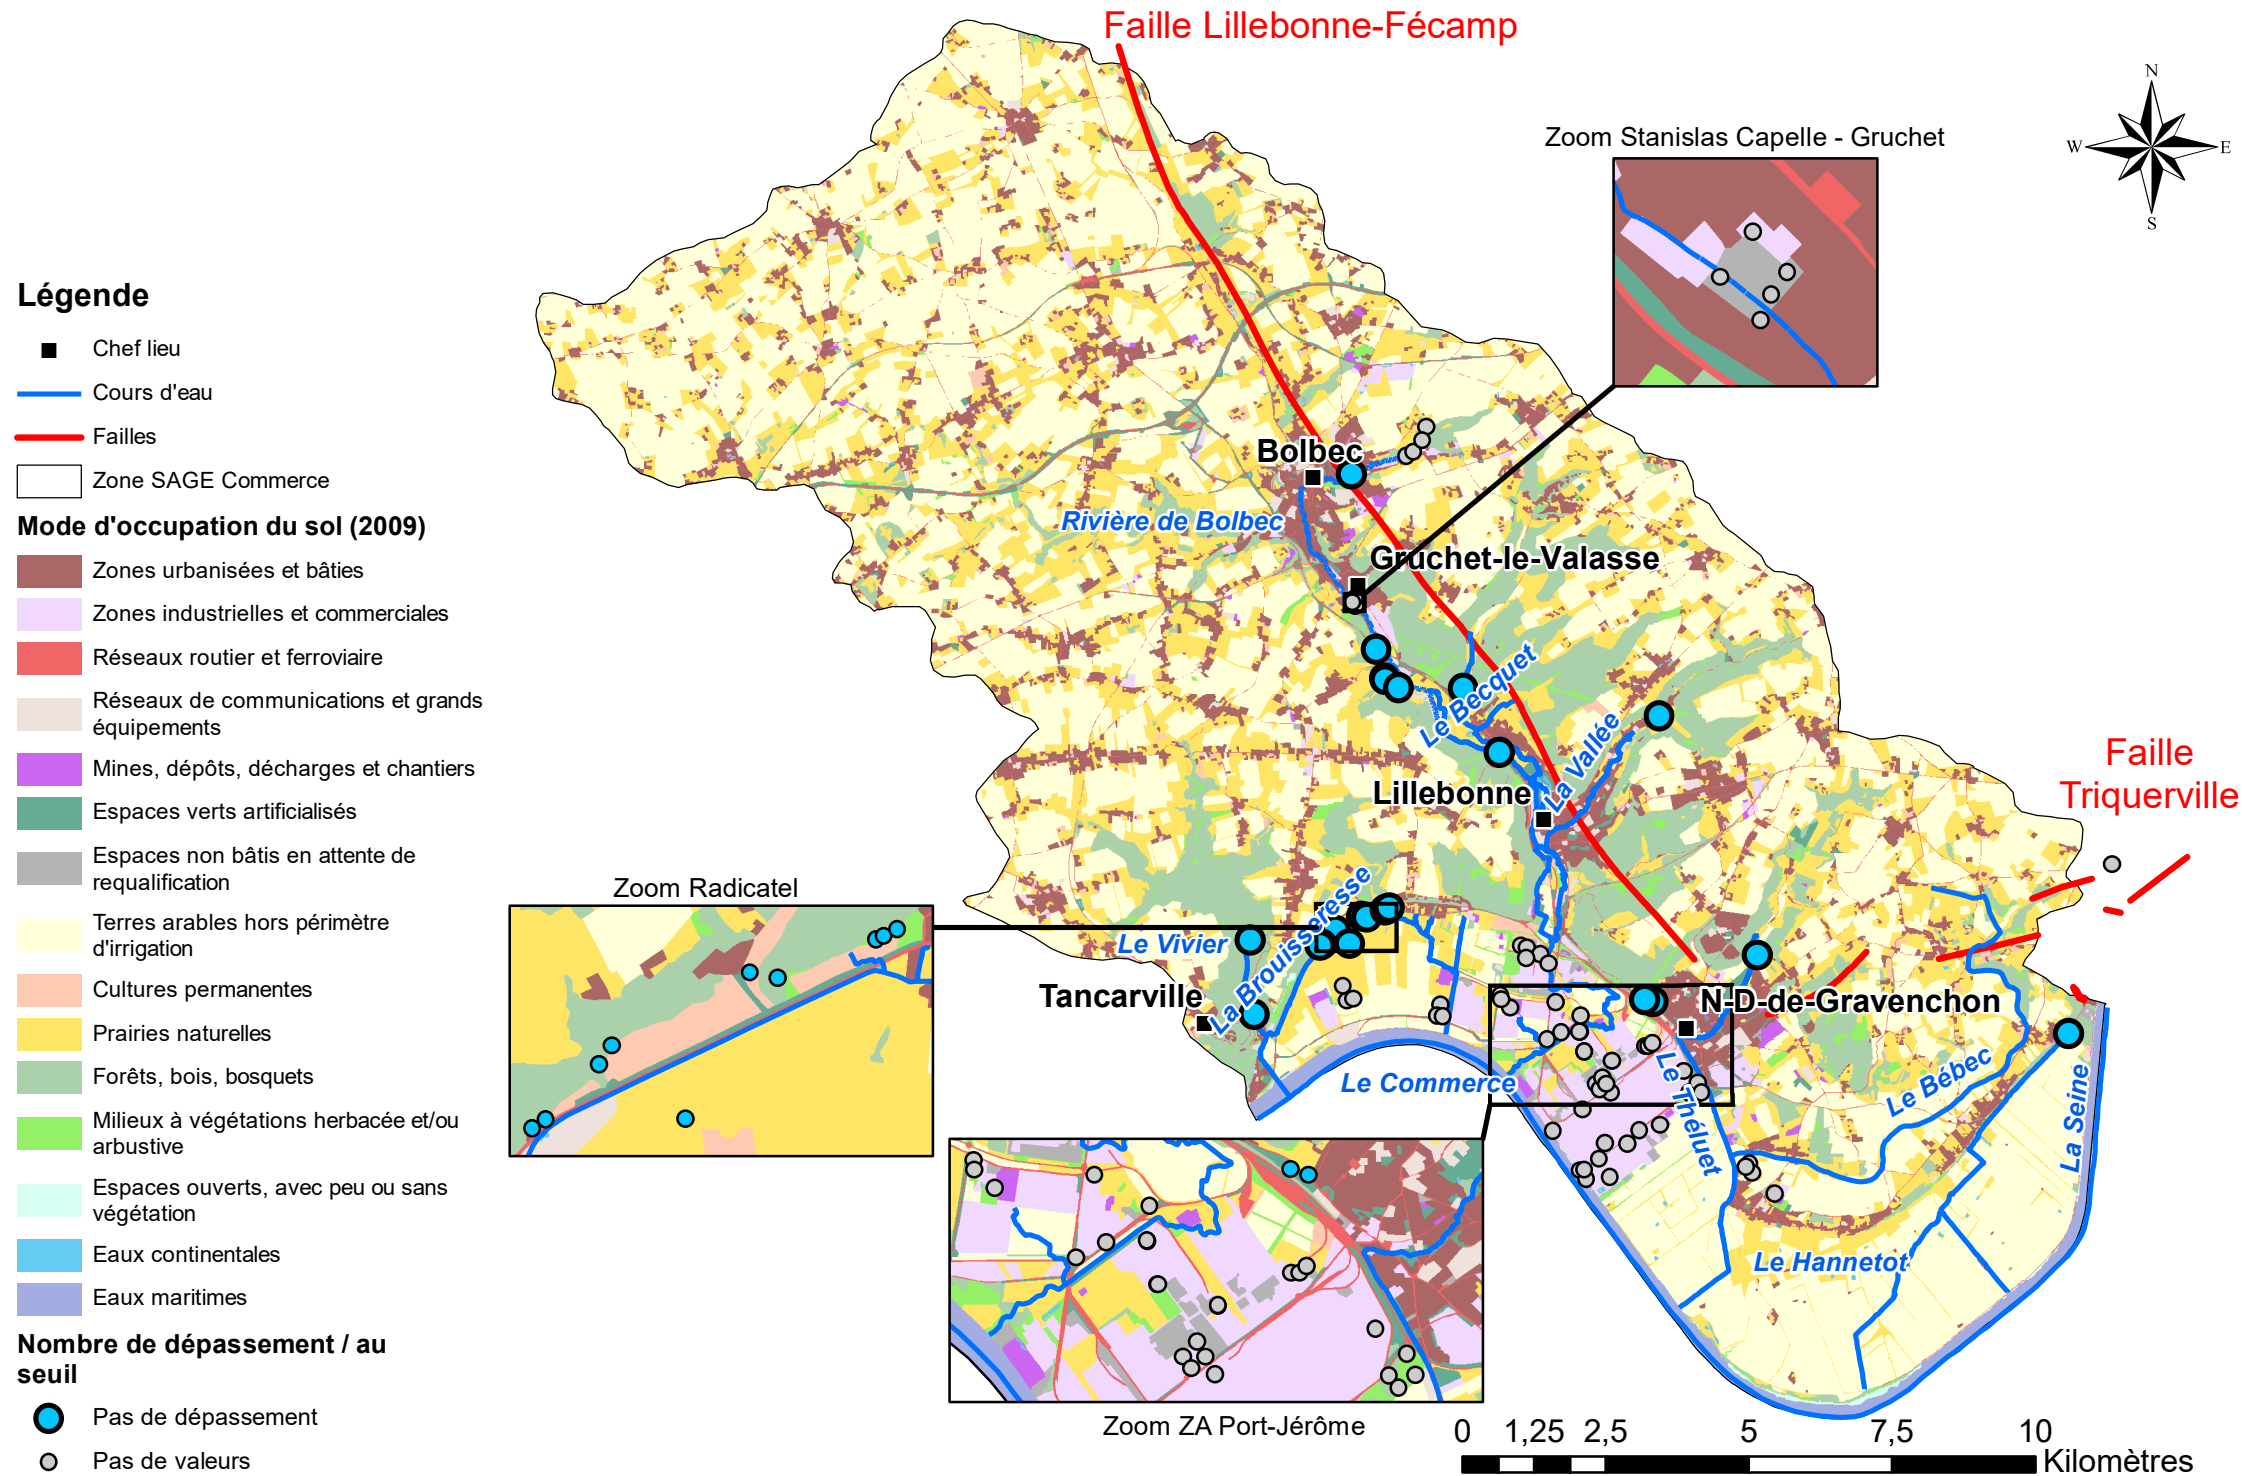 Faille Lillebonne-Fécamp
N
W
E
S
Zoom Stanislas Capelle - Gruchet
Légende
Chef lieu
Cours d'eau
Failles
Zone SAGE Commerce
Mode d'occupation du sol (2009)
Zones urbanisées et bâties
Zones industrielles et commerciales
Réseaux routier et ferroviaire
Réseaux de communications et grands
équipements
Mines, dépôts, décharges et chantiers
Espaces verts artificialisés
Espaces non bâtis en attente de
requalification
Terres arables hors périmètre
d'irrigation
Cultures permanentes
Prairies naturelles
Forêts, bois, bosquets
Milieux à végétations herbacée et/ou
arbustive
Espaces ouverts, avec peu ou sans
végétation
Eaux continentales
Eaux maritimes
Nombre de dépassement / au
seuil
Pas de dépassement
Pas de valeurs
Bolbec
Rivière de Bolbec
Gruchet-le-Valasse
Le Becquet
La Vallée
Lillebonne
Faille
Triquerville
Zoom Radicatel
Le Vivier
La Brouisseresse
Tancarville
N-D-de-Gravenchon
Le Commerce
Le Théluet
Le Bébec
La Seine
Le Hannetot
Zoom ZA Port-Jérôme
0 1,25 2,5 5 7,5 10
Kilomètres